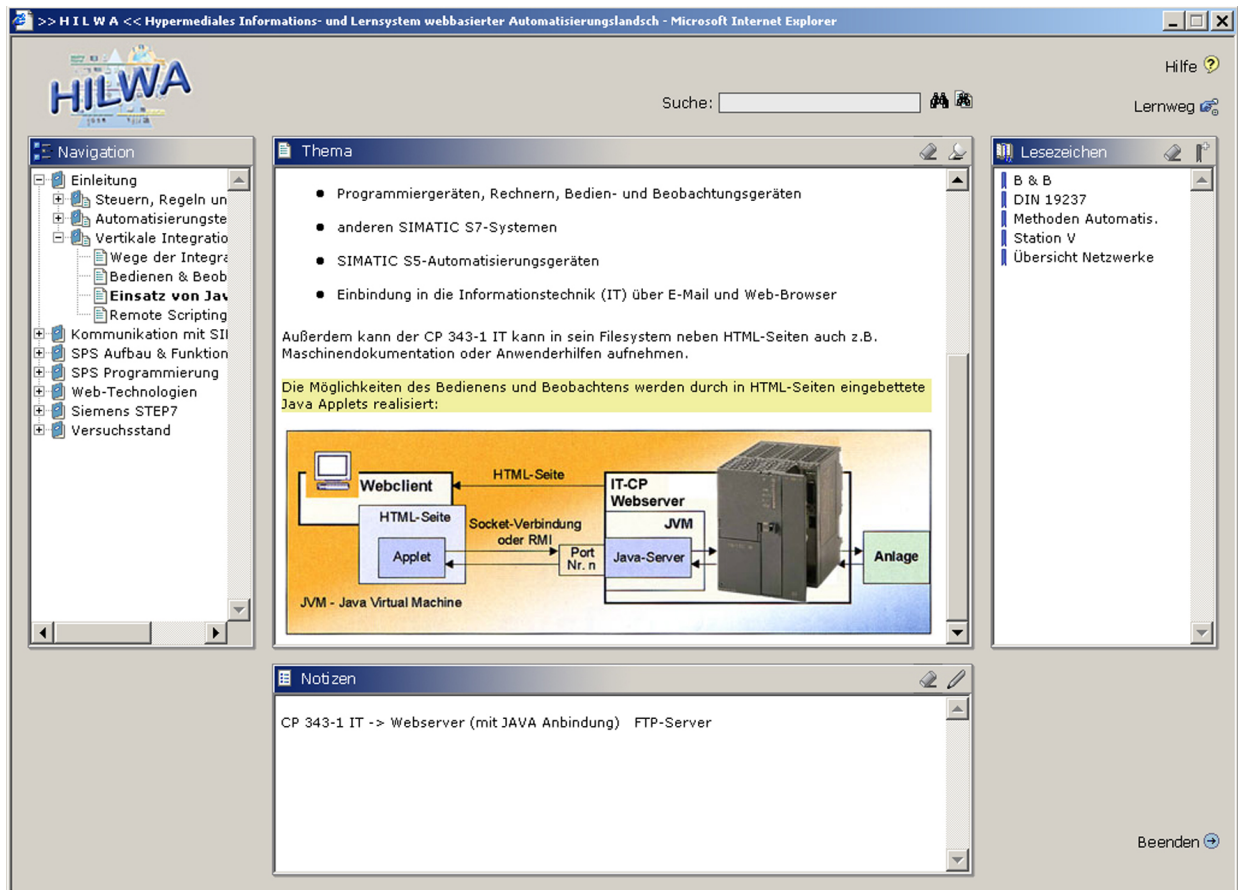 >> H I L W A << Hypermediales Informations- und Lernsystem webbasierter Automatisierungslandsch - Microsoft Internet Explorer
HILWA
Hilfe
Suche:
Lernweg
Navigation
Einleitung
Steuern, Regeln un
Automatisierungste
Vertikale Integratio
Wege der Integra
Bedienen & Beob
Einsatz von Jav
Remote Scripting
Kommunikation mit SI
SPS Aufbau & Funktion
SPS Programmierung
Web-Technologien
Siemens STEP7
Versuchsstand
Thema
Programmiergeräten, Rechnern, Bedien- und Beobachtungsgeräten
anderen SIMATIC S7-Systemen
SIMATIC S5-Automatisierungsgeräten
Einbindung in die Informationstechnik (IT) über E-Mail und Web-Browser
Außerdem kann der CP 343-1 IT kann in sein Filesystem neben HTML-Seiten auch z.B.
Maschinendokumentation oder Anwenderhilfen aufnehmen.
Die Möglichkeiten des Bedienens und Beobachtens werden durch in HTML-Seiten eingebettete
Java Applets realisiert:
Webclient
HTML-Seite
IT-CP
Webserver
HTML-Seite
Socket-Verbindung
oder RMI
JVM
Applet
Port
Nr. n
Java-Server
Anlage
JVM - Java Virtual Machine
Lesezeichen
B & B
DIN 19237
Methoden Automatis.
Station V
Übersicht Netzwerke
Notizen
CP 343-1 IT -> Webserver (mit JAVA Anbindung) FTP-Server
Beenden